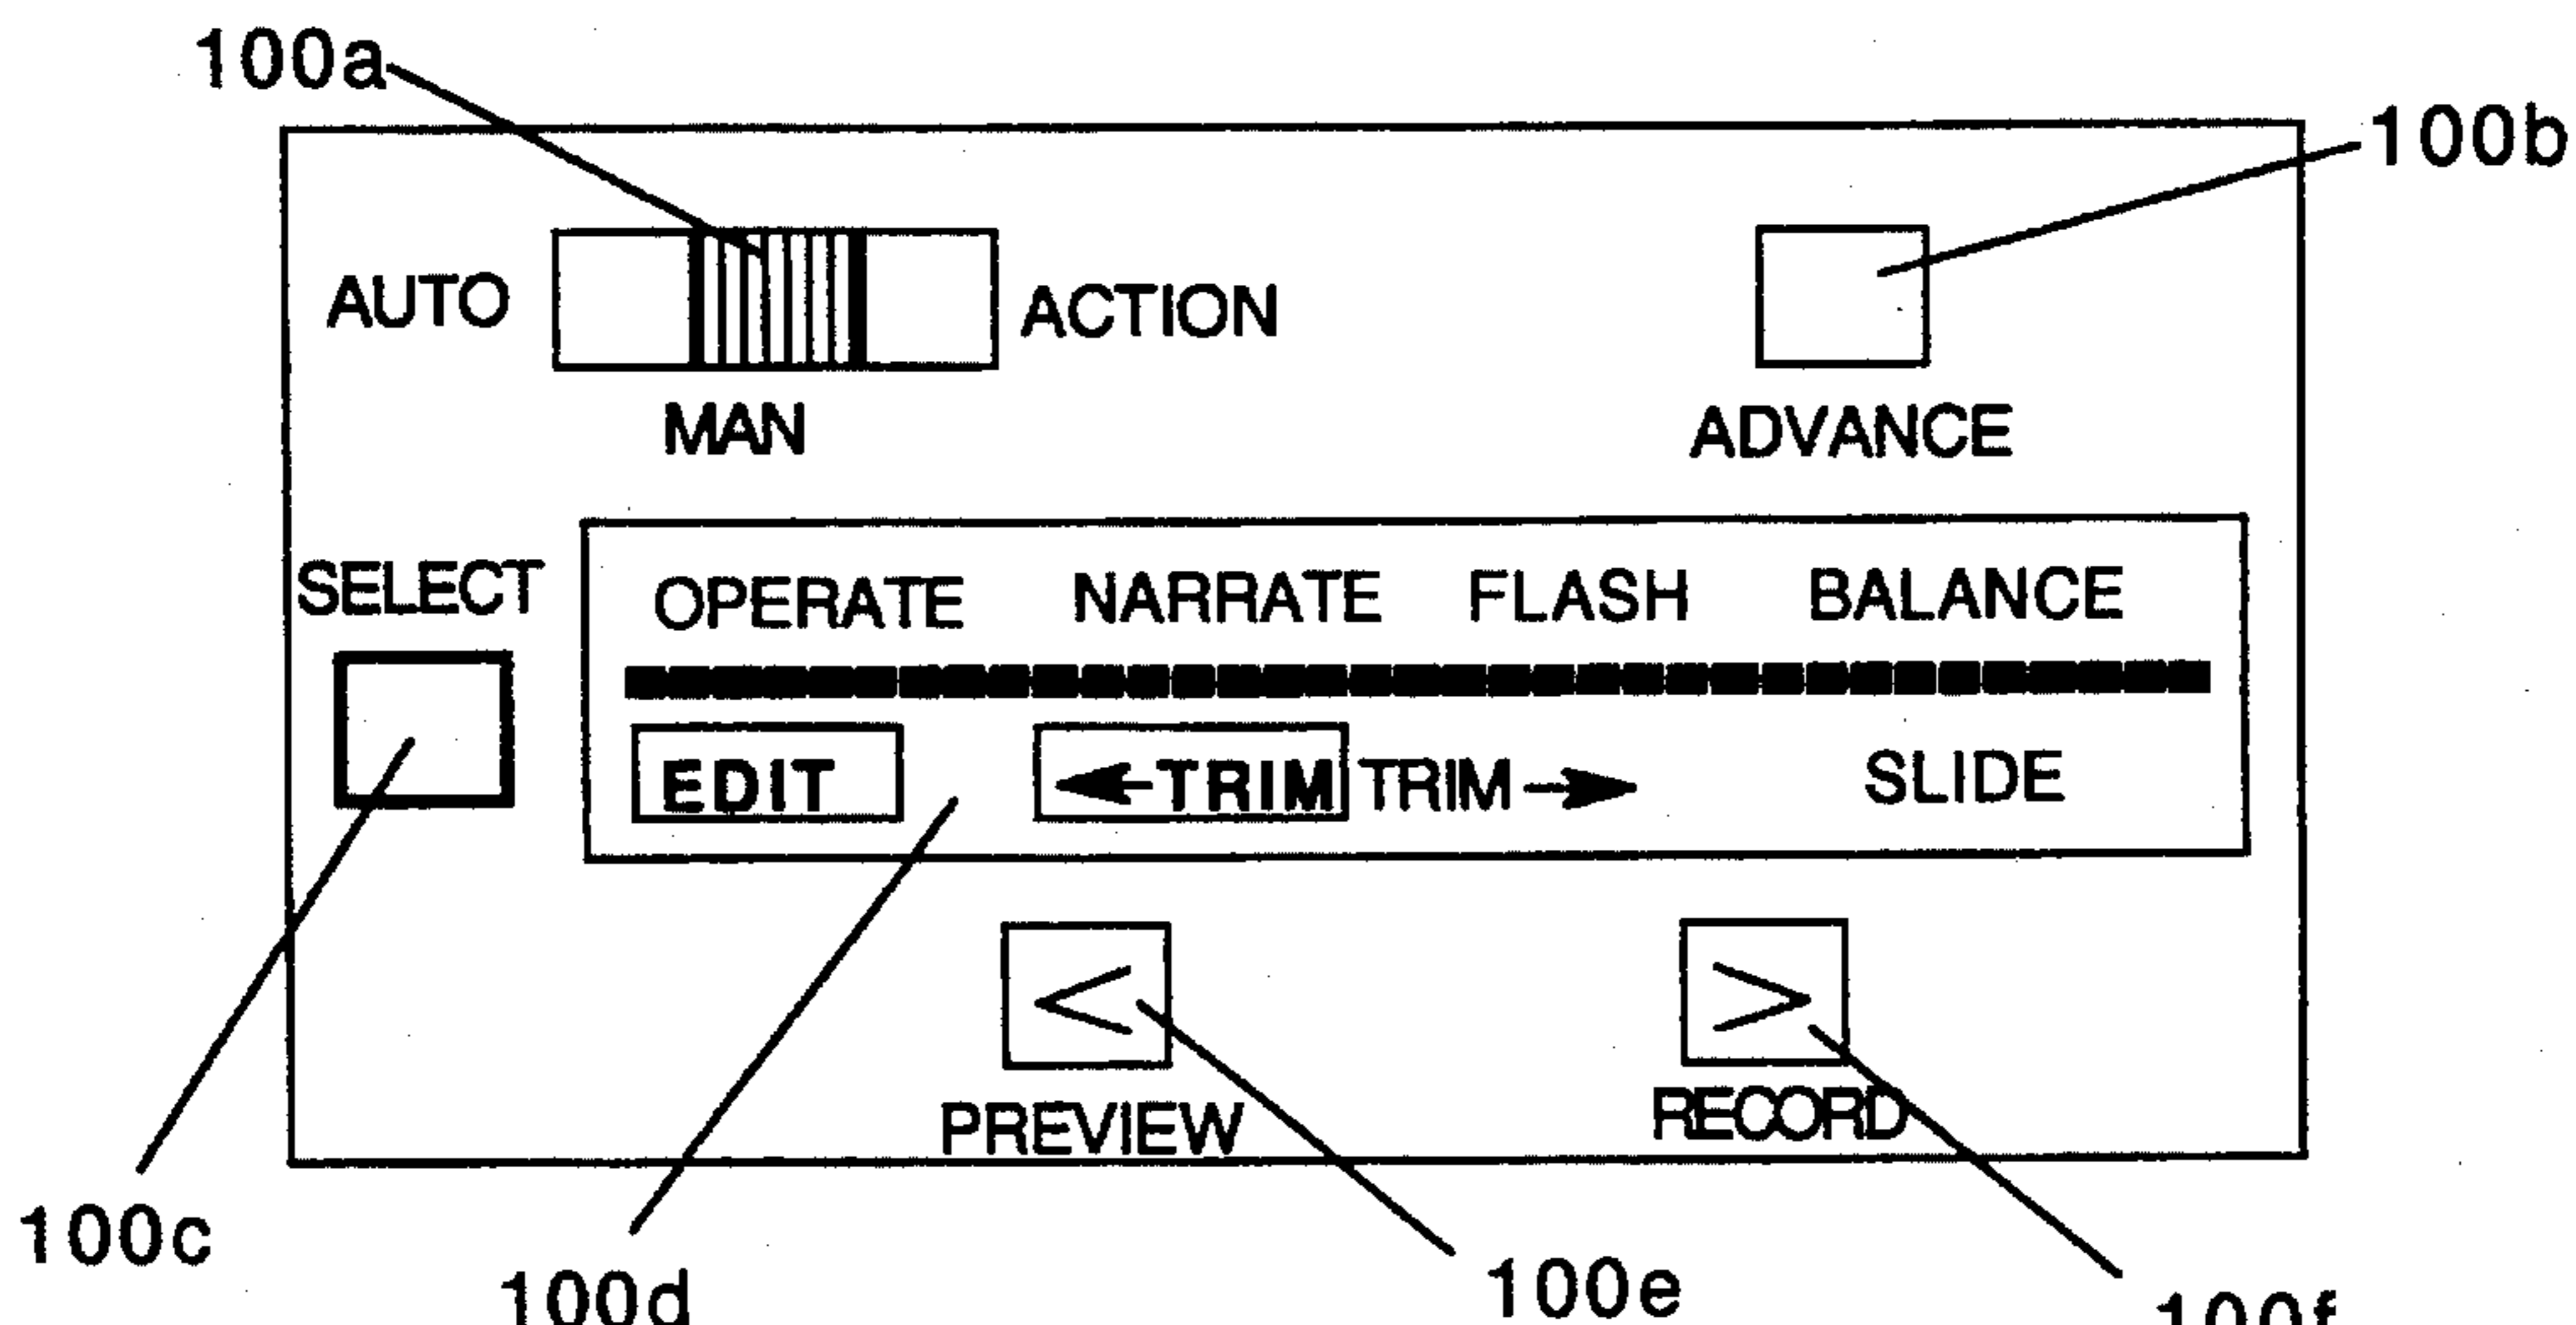 100a
100b
AUTO
ACTION
MAN
ADVANCE
SELECT
OPERATE NARRATE FLASH BALANCE
EDIT ←TRIM TRIM→ SLIDE
<
>
PREVIEW
RECORD
100c
100d
100e
100f